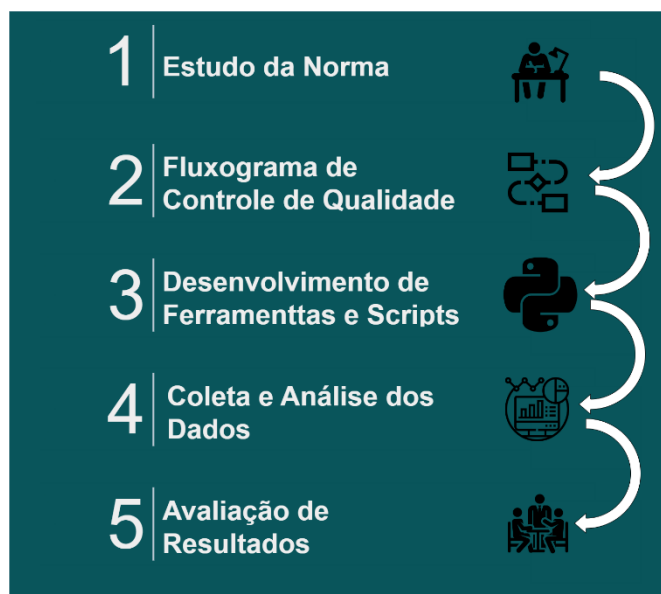 1
Estudo da Norma
2
Fluxograma de
Controle de Qualidade
3
Desenvolvimento de
Ferramenttas e Scripts
4
Coleta e Análise dos
Dados
5
Avaliação de
Resultados